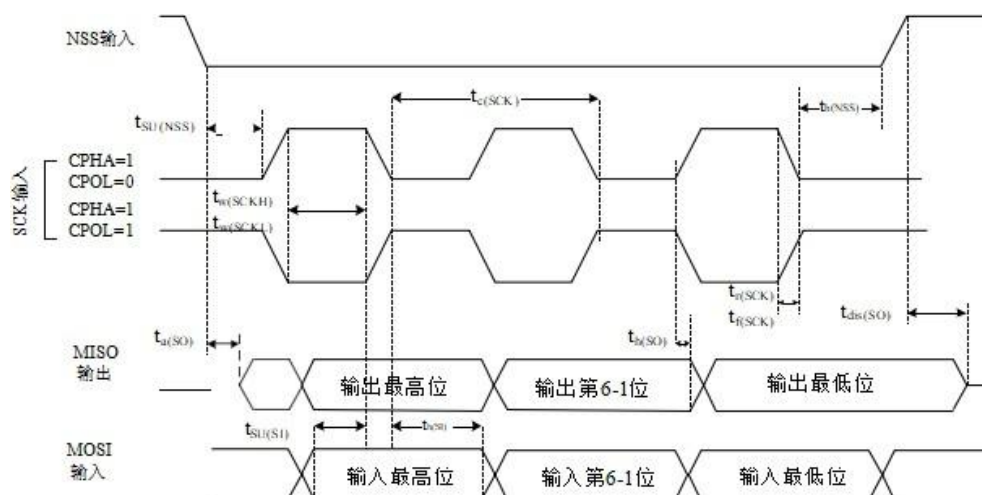 NSS输入
tc(SCK)
th(NSS)
tSU(NSS)
SCK输入
CPHA=1
CPOL=0
CPHA=1
CPOL=1
tw(SCKH)
tw(SCKL)
tr(SCK)
tf(SCK)
ta(SO)
th(SO)
tdis(SO)
MISO
输出
输出最高位
输出第6-1位
输出最低位
tSU(SI)
th(SI)
MOSI
输入
输入最高位
输入第6-1位
输入最低位